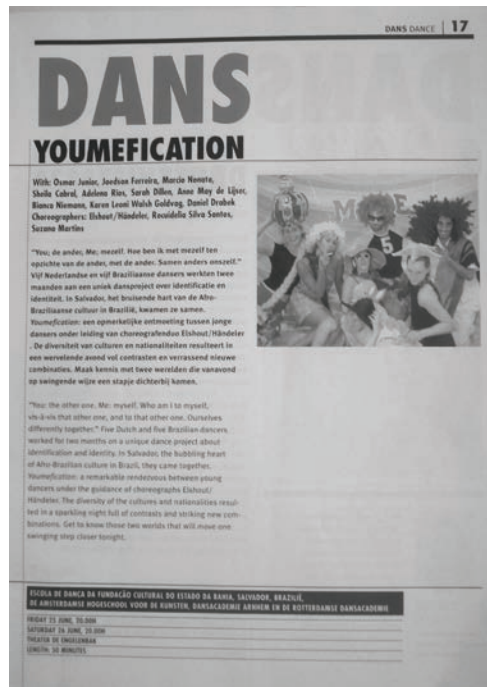 DANS DANCE | 17
DANS
YOUMEFICATION
With: Osmar Junior, Joedson Ferreira, Marcio Nonato,
Sheila Cabral, Adelena Rios, Sarah Dillen, Anne May de Lijser,
Bianca Niemann, Karen Leoni Walsh Guldvog, Daniel Drabek
Choreographers: Elshout/Händeler, Rosuidelia Silva Santos,
Suzana Martins
"You; de ander, Me; mezelf. Hoe ben ik met mezelf ten
opzichte van de ander, met de ander. Samen anders onszelf."
Vijf Nederlandse en vijf Braziliaanse dansers werkten twee
maanden aan een uniek dansproject over identificatie en
identiteit. In Salvador, het bruisende hart van de Afro-
Braziliaanse cultuur in Brazilië, kwamen ze samen.
Youmefication: een opmerkelijke entmoeting tussen jonge
dansers onder leiding van choreografenduo Elshout/Händeler
. De diversiteit van culturen en nationaliteiten resulteert in
een wervelende avond vol contrasten en verrassend nieuwe
combinaties. Maak kennis met twee werelden die vanavond
op swingende wijze een stapje dichterbij komen.
"You: the other one. Me: myself. Who am I to myself,
vis-à-vis that other one, and to that other one. Ourselves
differently together." Five Dutch and five Brazilian dancers
worked for two months on a unique dance project about
identification and identity. In Salvador, the bubbling heart
of Afro-Brazilian culture in Brazil, they came together.
Youmefication: a remarkable rendezvous between young
dancers under the guidance of choreographs Elshout/
Händeler. The diversity of the cultures and nationalities resul-
ted in a sparkling night full of contrasts and striking new com-
binations. Get to know those two worlds that will move one
swinging step closer tonight.
ESCOLA DE DANCA DA FUNDACÃO CULTURAL DO ESTADO DA BAHIA, SALVADOR, BRAZILIË,
DE AMSTERDAMSE HOGESCHOOL VOOR DE KUNSTEN, DANSACADEMIE ARNHEM EN DE ROTTERDAMSE DANSACADEMIE
FRIDAY 25 JUNE, 20.00H
SATURDAY 26 JUNE, 20.00H
THEATER DE ENGELENBAK
LENGTH: 50 MINUTES